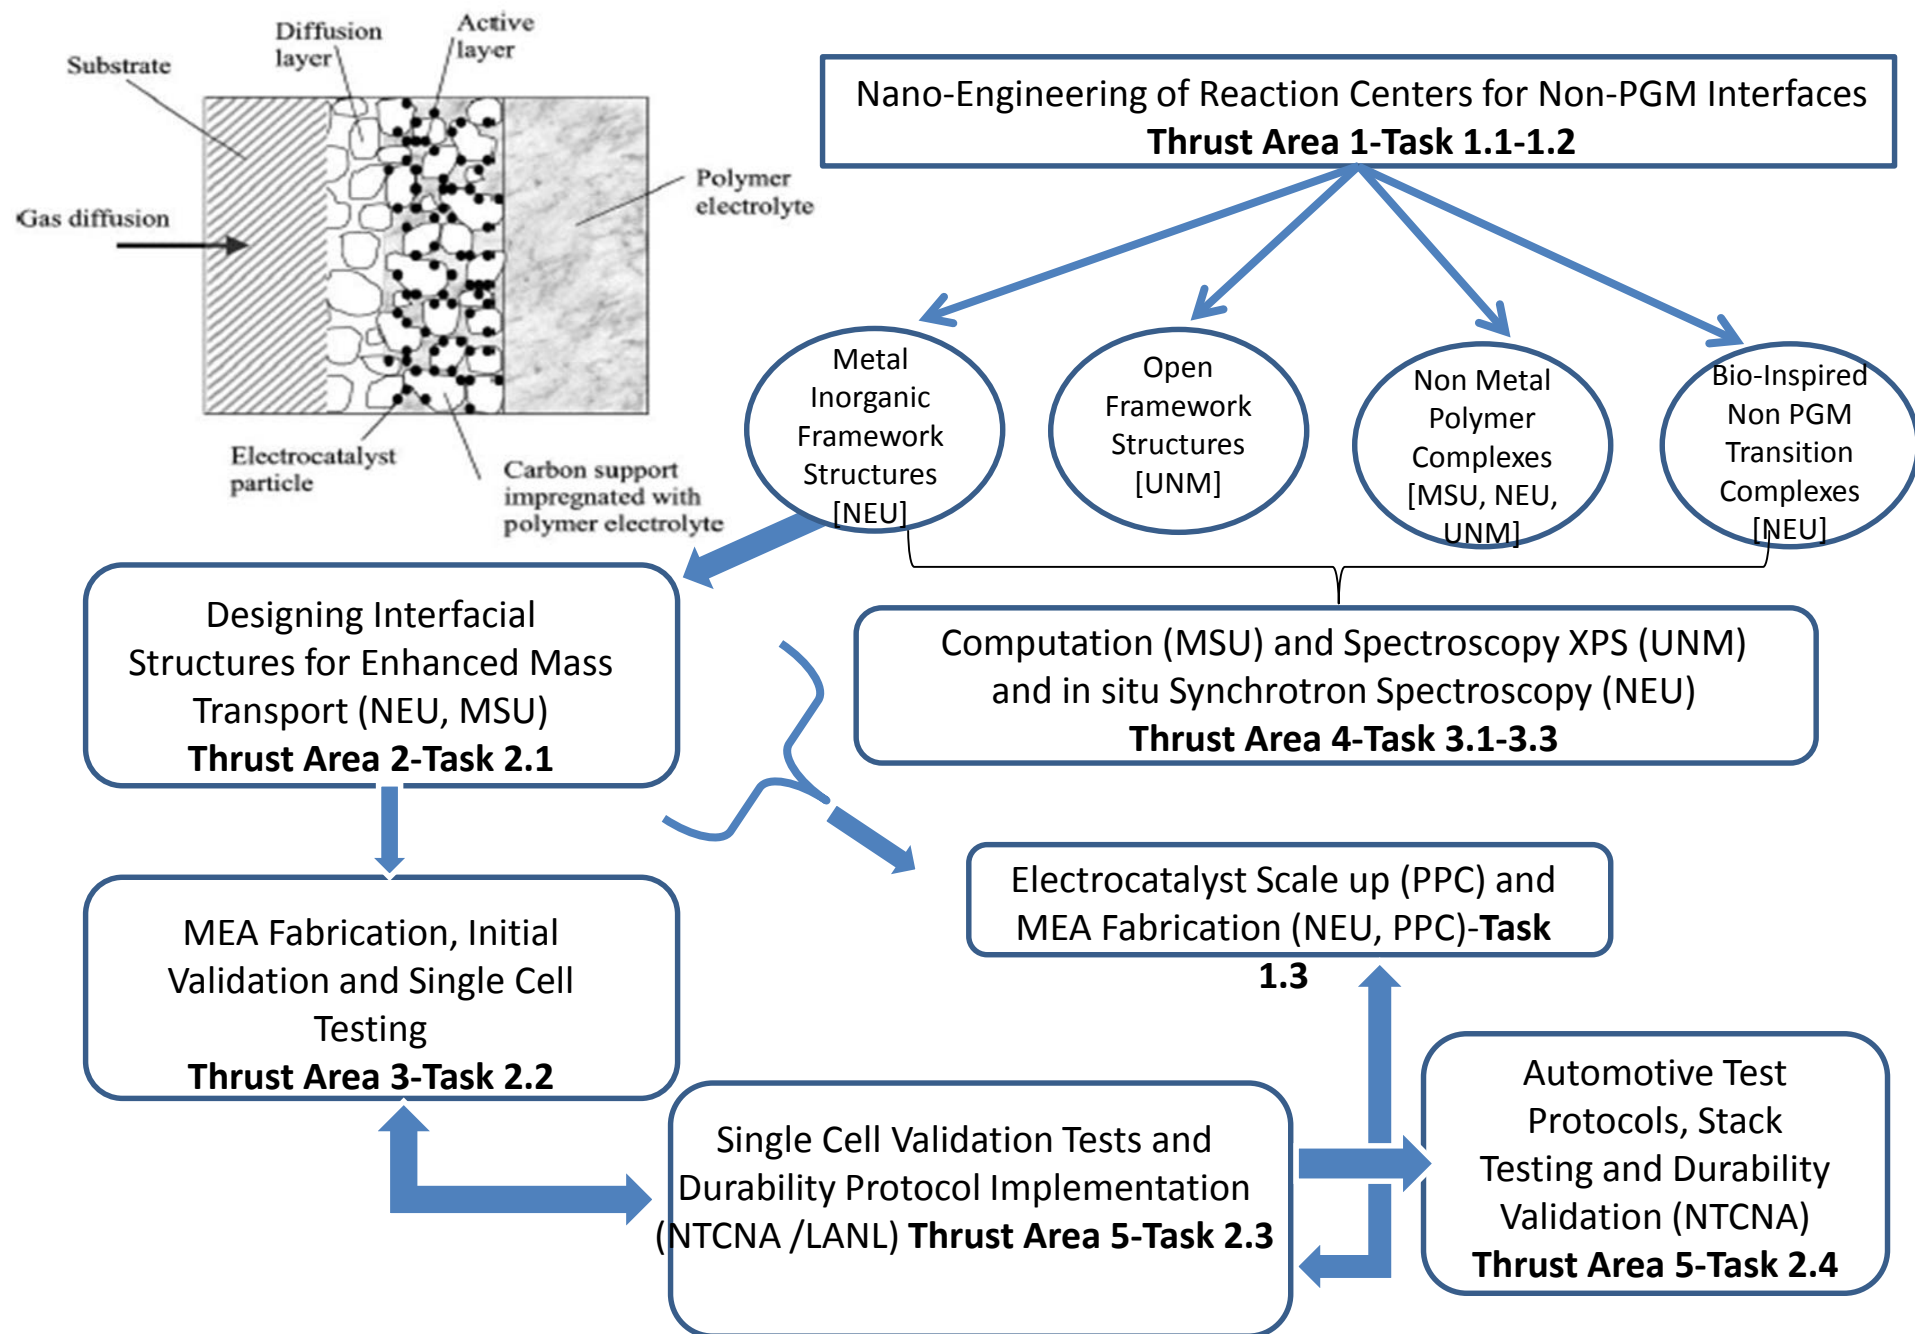 Substrate
Diffusion
layer
Active
layer
Gas diffusion
Polymer
electrolyte
Electrocatalyst
particle
Carbon support
impregnated with
polymer electrolyte
Nano-Engineering of Reaction Centers for Non-PGM Interfaces
Thrust Area 1-Task 1.1-1.2
Metal
Inorganic
Framework
Structures
[NEU]
Open
Framework
Structures
[UNM]
Non Metal
Polymer
Complexes
[MSU, NEU,
UNM]
Bio-Inspired
Non PGM
Transition
Complexes
[NEU]
Designing Interfacial
Structures for Enhanced Mass
Transport (NEU, MSU)
Thrust Area 2-Task 2.1
Computation (MSU) and Spectroscopy XPS (UNM)
and in situ Synchrotron Spectroscopy (NEU)
Thrust Area 4-Task 3.1-3.3
MEA Fabrication, Initial
Validation and Single Cell
Testing
Thrust Area 3-Task 2.2
Electrocatalyst Scale up (PPC) and
MEA Fabrication (NEU, PPC)-Task
1.3
Single Cell Validation Tests and
Durability Protocol Implementation
(NTCNA /LANL) Thrust Area 5-Task 2.3
Automotive Test
Protocols, Stack
Testing and Durability
Validation (NTCNA)
Thrust Area 5-Task 2.4